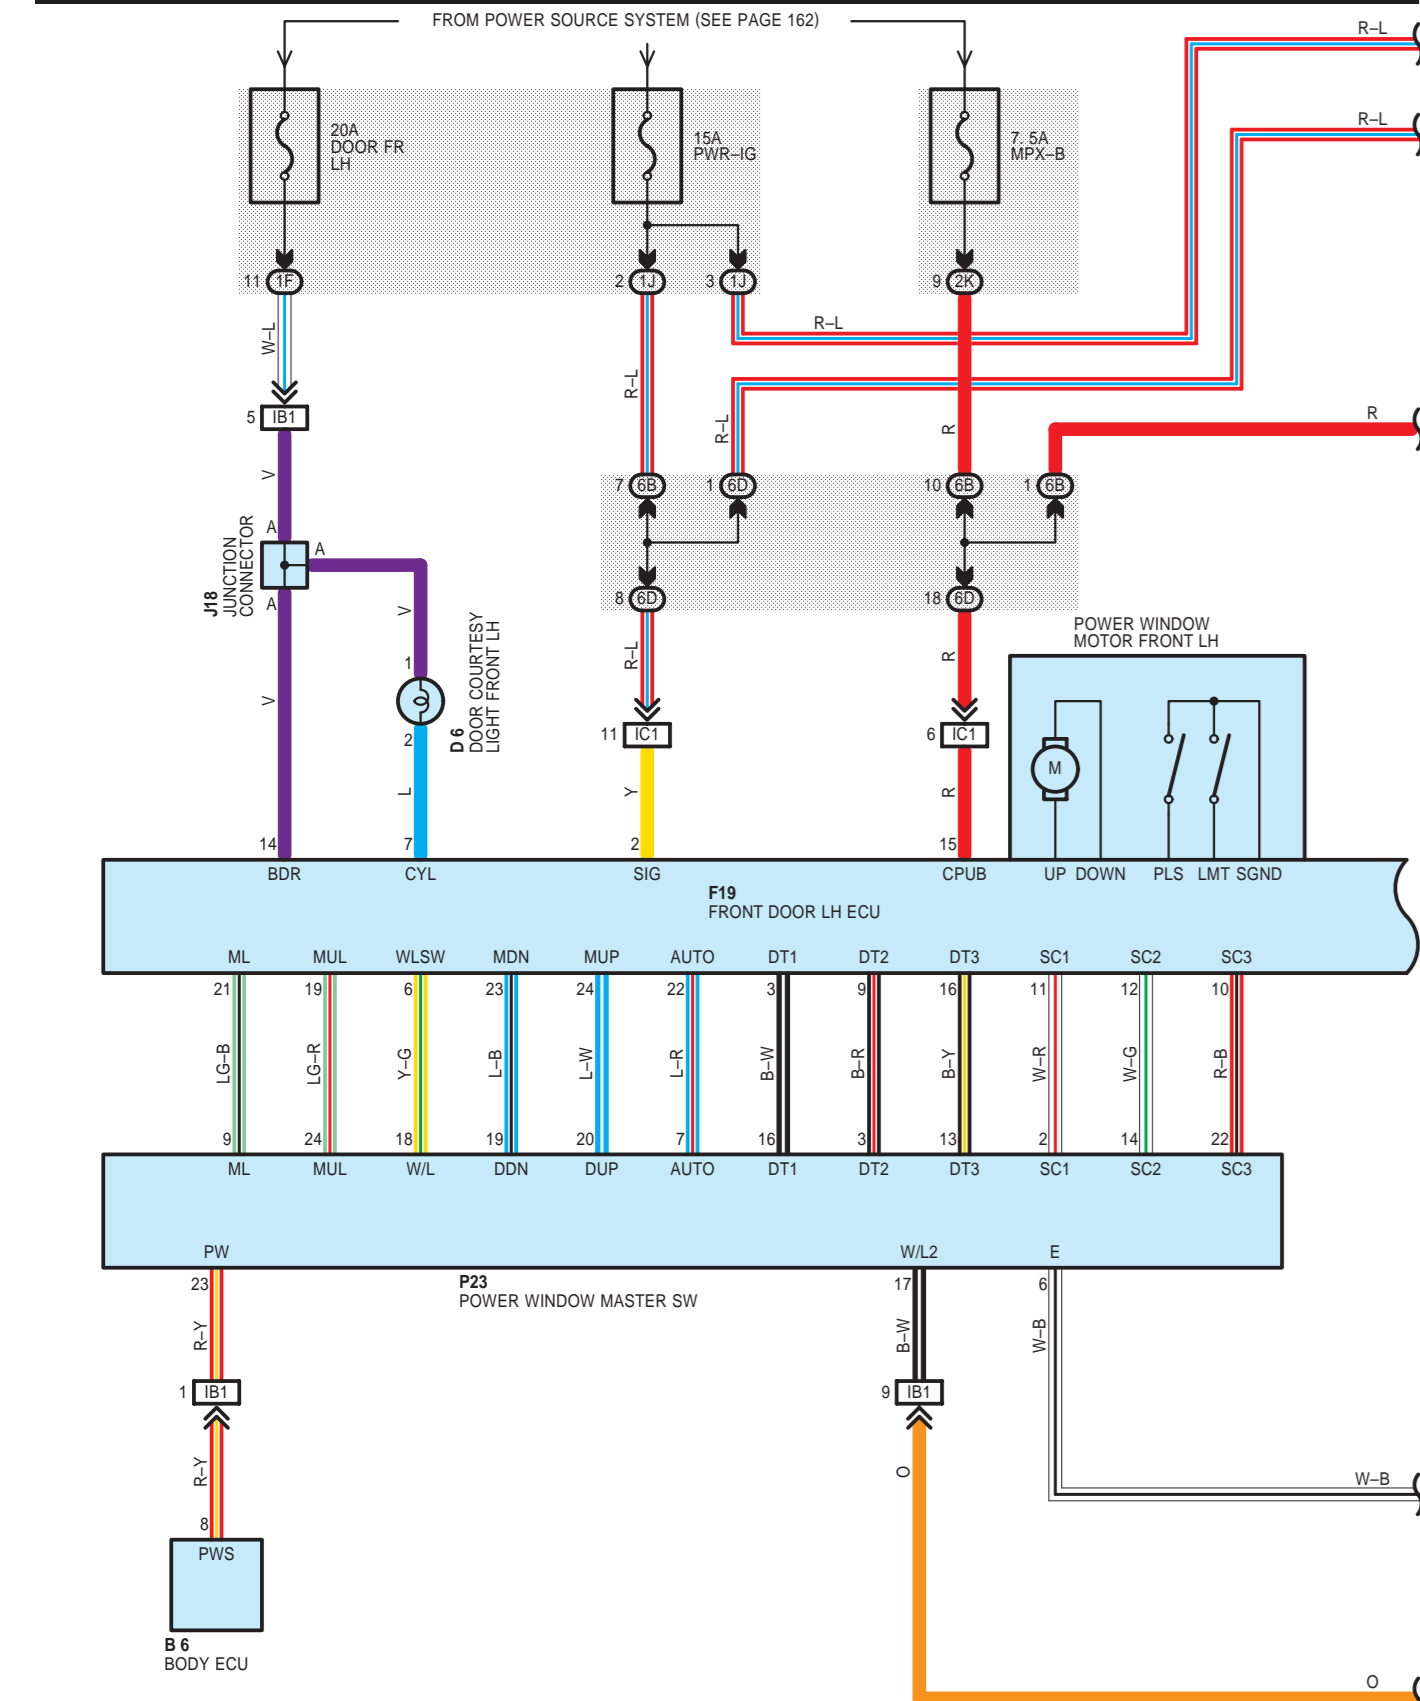 FROM POWER SOURCE SYSTEM (SEE PAGE 162)
R–L
R–L
20A
DOOR FR
LH
15A
PWR–IG
7. 5A
MPX–B
11 1F
2 1J
3 1J
9 2K
W–L
R–L
R–L
R–L
R
R
5 IB1
V
7 6B
1 6D
10 6B
1 6B
A
A
A
J18
JUNCTION
CONNECTOR
V
V
8 6D
18 6D
R–L
R
1
2
D 6
DOOR COURTESY
LIGHT FRONT LH
POWER WINDOW
MOTOR FRONT LH
11 IC1
6 IC1
M
L
Y
R
14
7
2
15
BDR
CYL
SIG
CPUB
UP
DOWN
PLS
LMT
SGND
F19
FRONT DOOR LH ECU
ML
MUL
WLSW
MDN
MUP
AUTO
DT1
DT2
DT3
SC1
SC2
SC3
21
19
6
23
24
22
3
9
16
11
12
10
LG–B
LG–R
Y–G
L–B
L–W
L–R
B–W
B–R
B–Y
W–R
W–G
R–B
9
24
18
19
20
7
16
3
13
2
14
22
ML
MUL
W/L
DDN
DUP
AUTO
DT1
DT2
DT3
SC1
SC2
SC3
PW
W/L2
E
23
17
6
P23
POWER WINDOW MASTER SW
R–Y
B–W
W–B
1 IB1
9 IB1
R–Y
O
W–B
8
PWS
B 6
BODY ECU
O